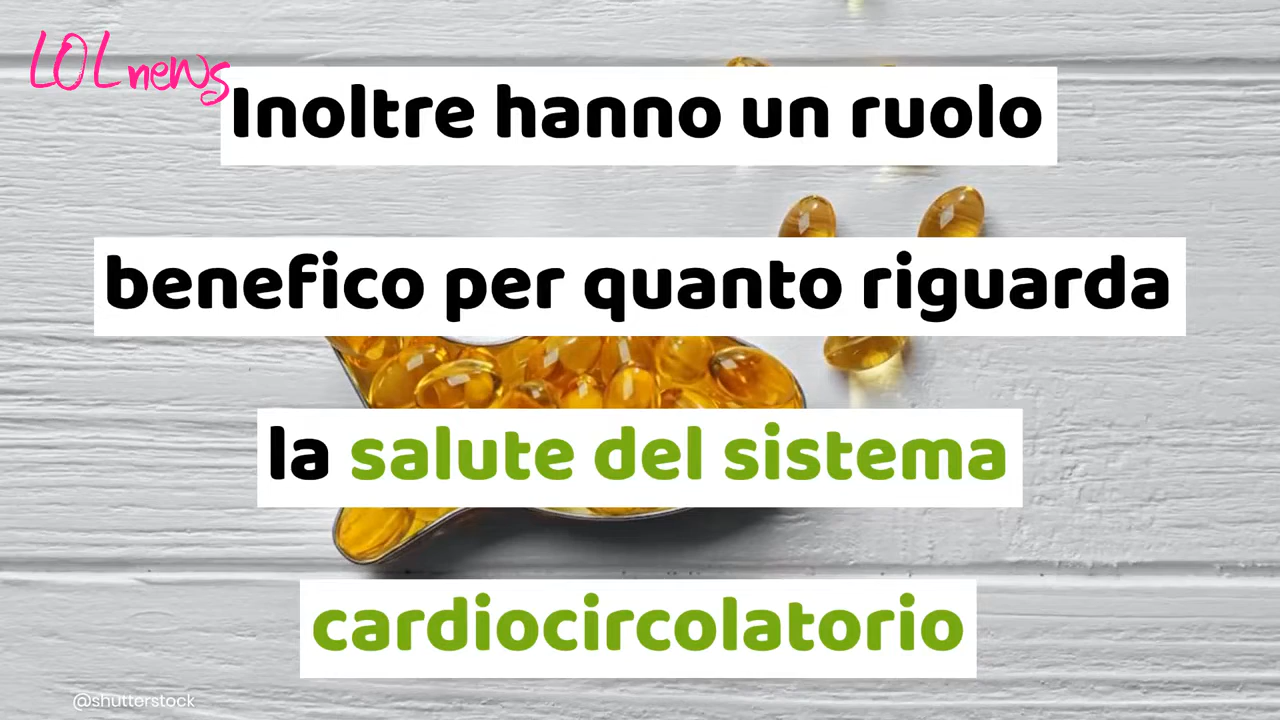 LOL news
Inoltre hanno un ruolo
benefico per quanto riguarda
la salute del sistema
cardiocircolatorio
@shutterstock